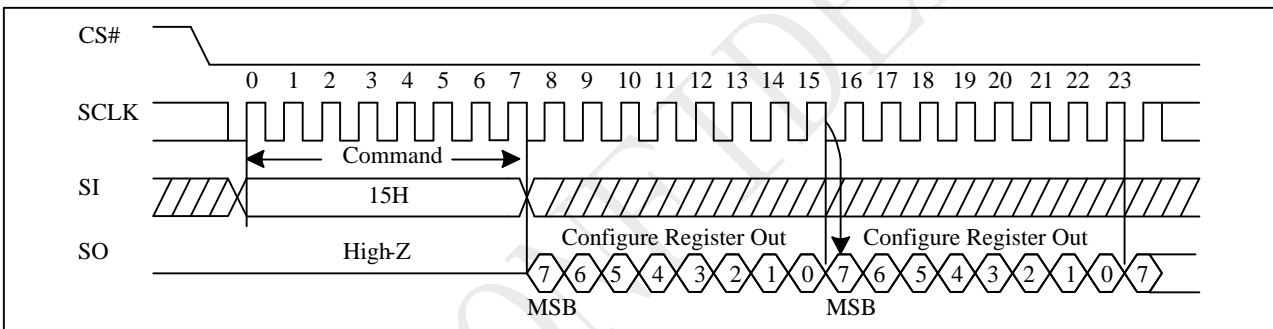 CS#
0 1 2 3 4 5 6 7 8 9 10 11 12 13 14 15 16 17 18 19 20 21 22 23
SCLK
Command
SI
15H
SO
High-Z
Configure Register Out
Configure Register Out
7 6 5 4 3 2 1 0 7 6 5 4 3 2 1 0 7
MSB
MSB